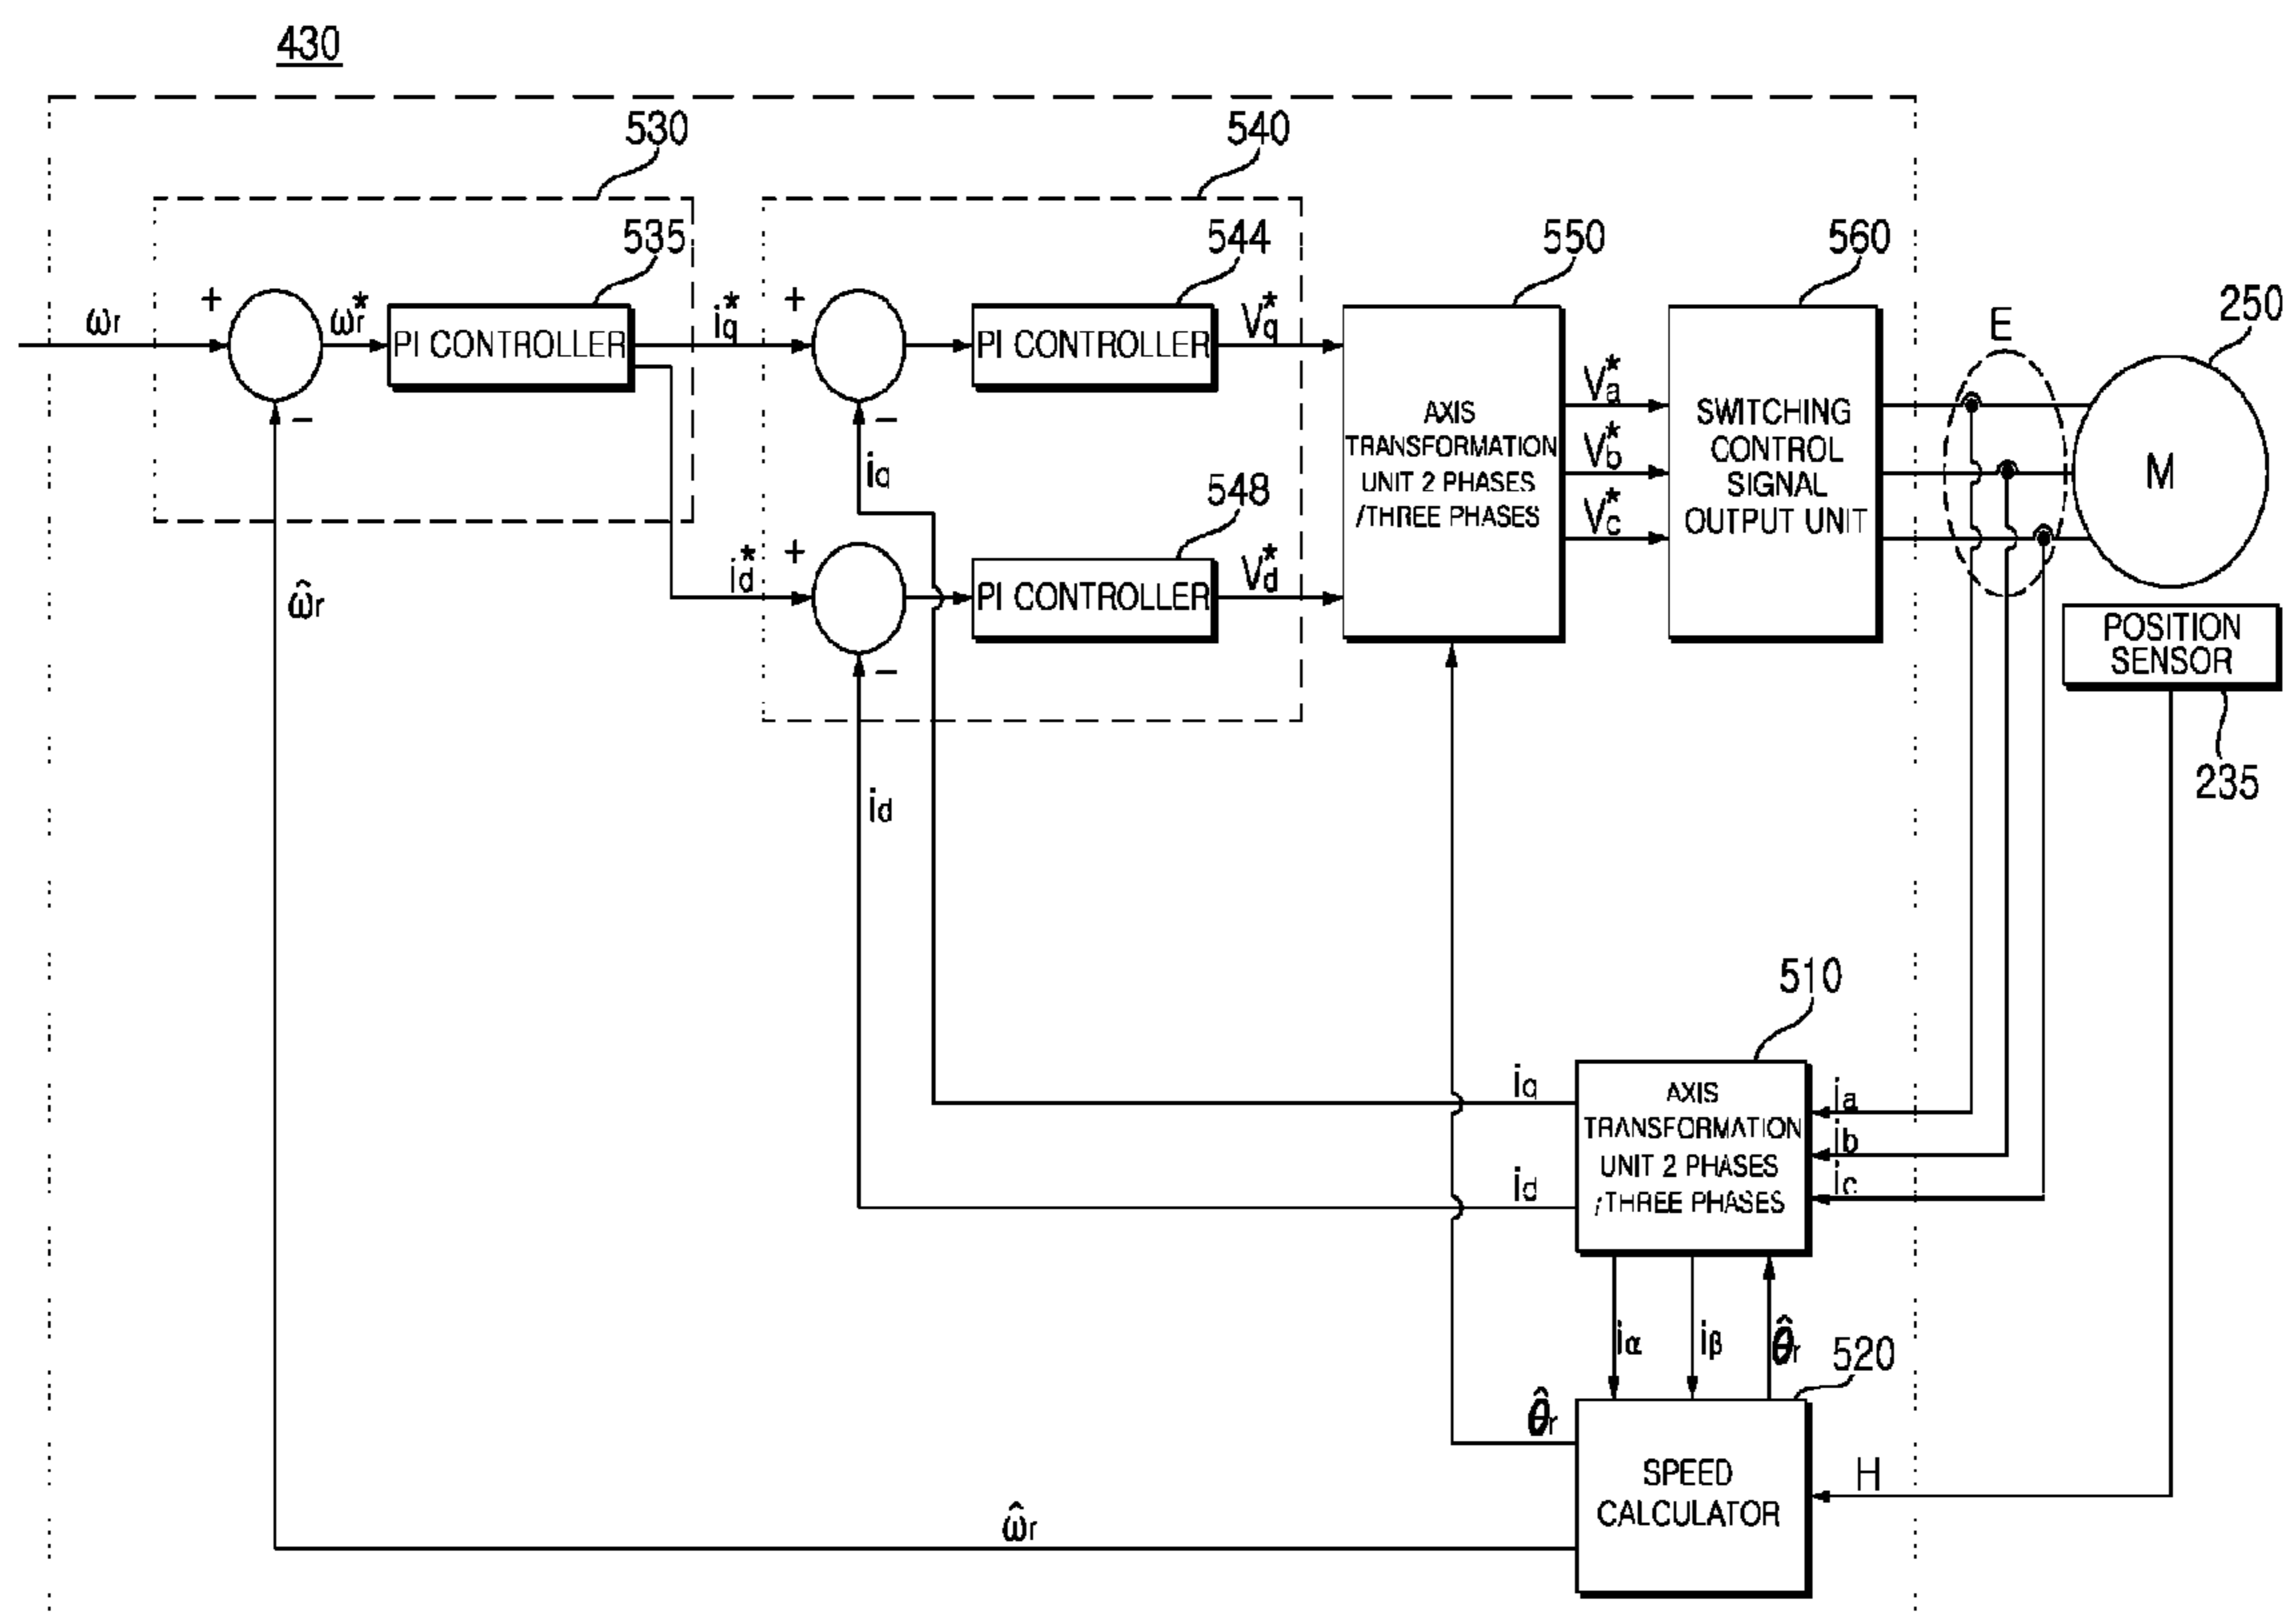 430
530
540
535
544
550
560
250
ωr
+
−
ωr*
PI CONTROLLER
iq*
+
−
iq
PI CONTROLLER
Vq*
AXIS
TRANSFORMATION
UNIT 2 PHASES
/THREE PHASES
Va*
Vb*
Vc*
SWITCHING
CONTROL
SIGNAL
OUTPUT UNIT
E
M
548
id*
+
−
PI CONTROLLER
Vd*
ω̂r
POSITION
SENSOR
235
id
510
iq
id
AXIS
TRANSFORMATION
UNIT 2 PHASES
/THREE PHASES
ia
ib
ic
iα
iβ
θ̂r
520
θ̂r
SPEED
CALCULATOR
H
ω̂r